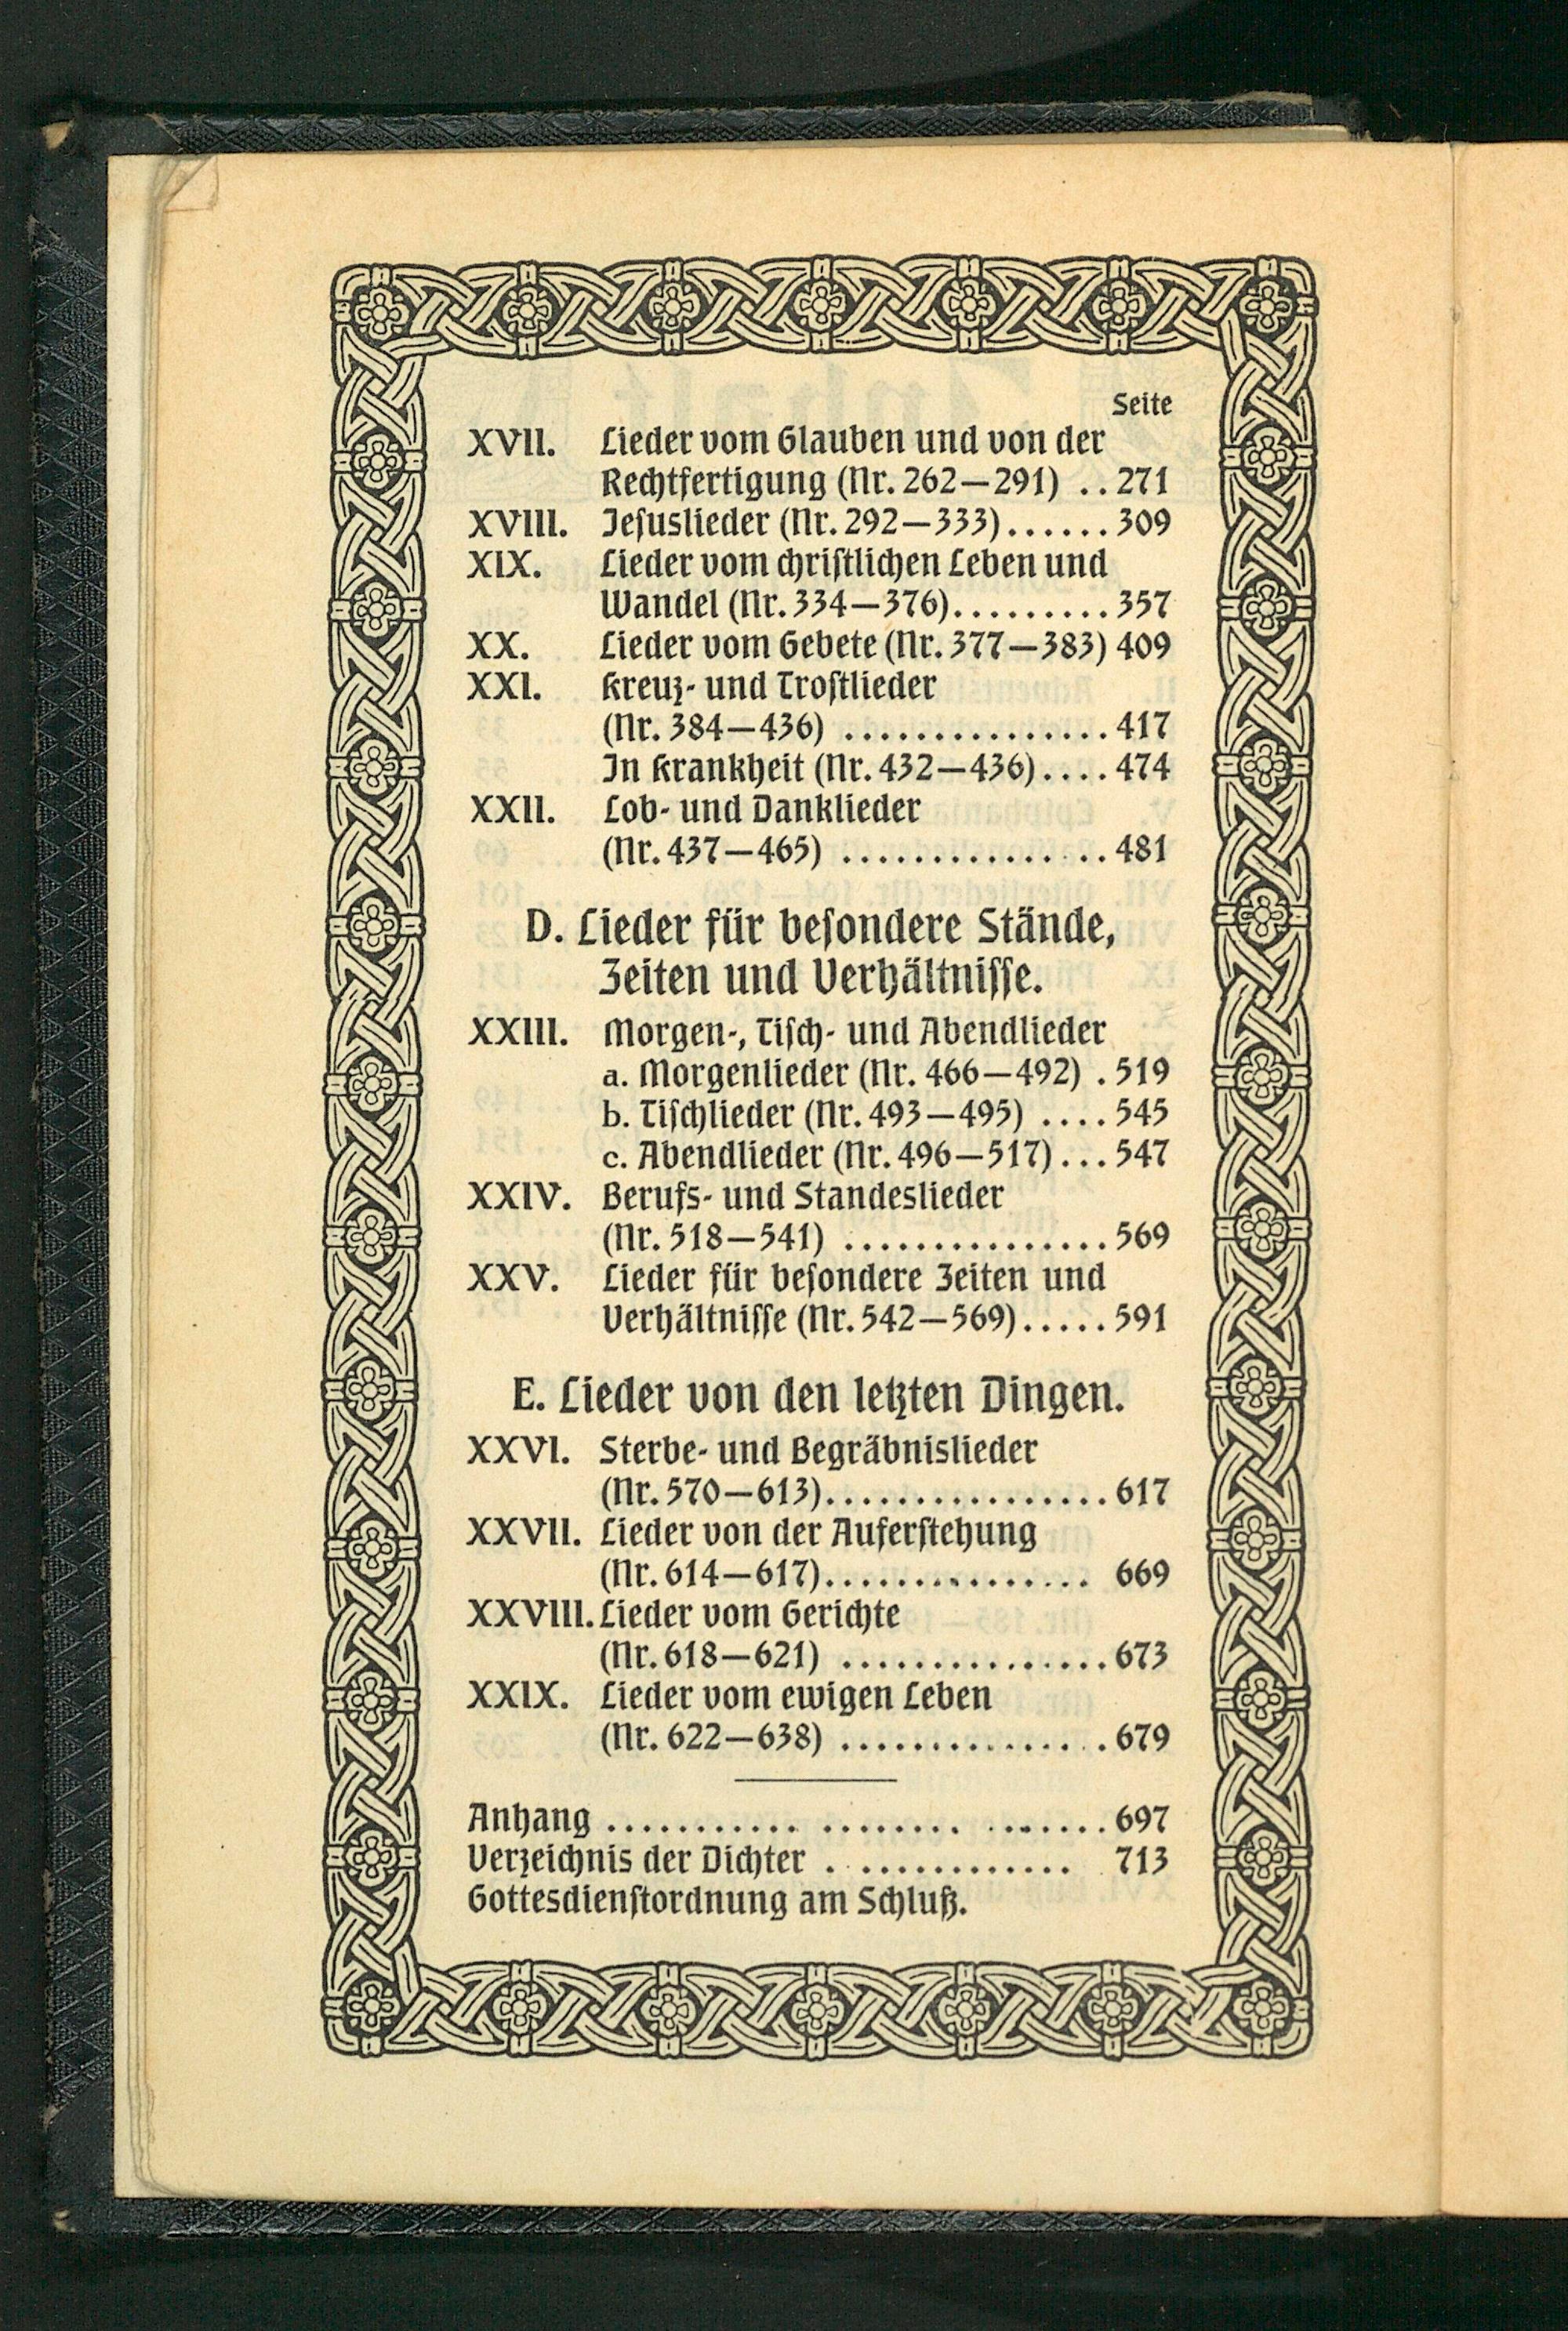 Seite
XVII. Lieder vom Glauben und von der
Rechtfertigung (Nr. 262—291) .. 271
XVIII. Jeſuslieder (Nr. 292—333)...... 309
XIX. Lieder vom chriſtlichen Leben und
Wandel (Nr. 334—376)......... 357
XX. Lieder vom Gebete (Nr. 377—383) 409
XXI. Kreuz- und Troſtlieder
(Nr. 384—436) ............... 417
In Krankheit (Nr. 432—436).... 474
XXII. Lob- und Danklieder
(Nr. 437—465) ............... 481
D. Lieder für beſondere Stände,
Zeiten und Verhältniſſe.
XXIII. Morgen-, Tiſch- und Abendlieder
a. Morgenlieder (Nr. 466—492) . 519
b. Tiſchlieder (Nr. 493—495) .... 545
c. Abendlieder (Nr. 496—517)... 547
XXIV. Berufs- und Standeslieder
(Nr. 518—541) ............... 569
XXV. Lieder für beſondere Zeiten und
Verhältniſſe (Nr. 542—569)..... 591
E. Lieder von den letzten Dingen.
XXVI. Sterbe- und Begräbnislieder
(Nr. 570—613)................ 617
XXVII. Lieder von der Auferſtehung
(Nr. 614—617)............... 669
XXVIII. Lieder vom Gerichte
(Nr. 618—621) ............... 673
XXIX. Lieder vom ewigen Leben
(Nr. 622—638) ............... 679
Anhang ........... ........ ....... 697
Verzeichnis der Dichter . ............. 713
Gottesdienſtordnung am Schluß.